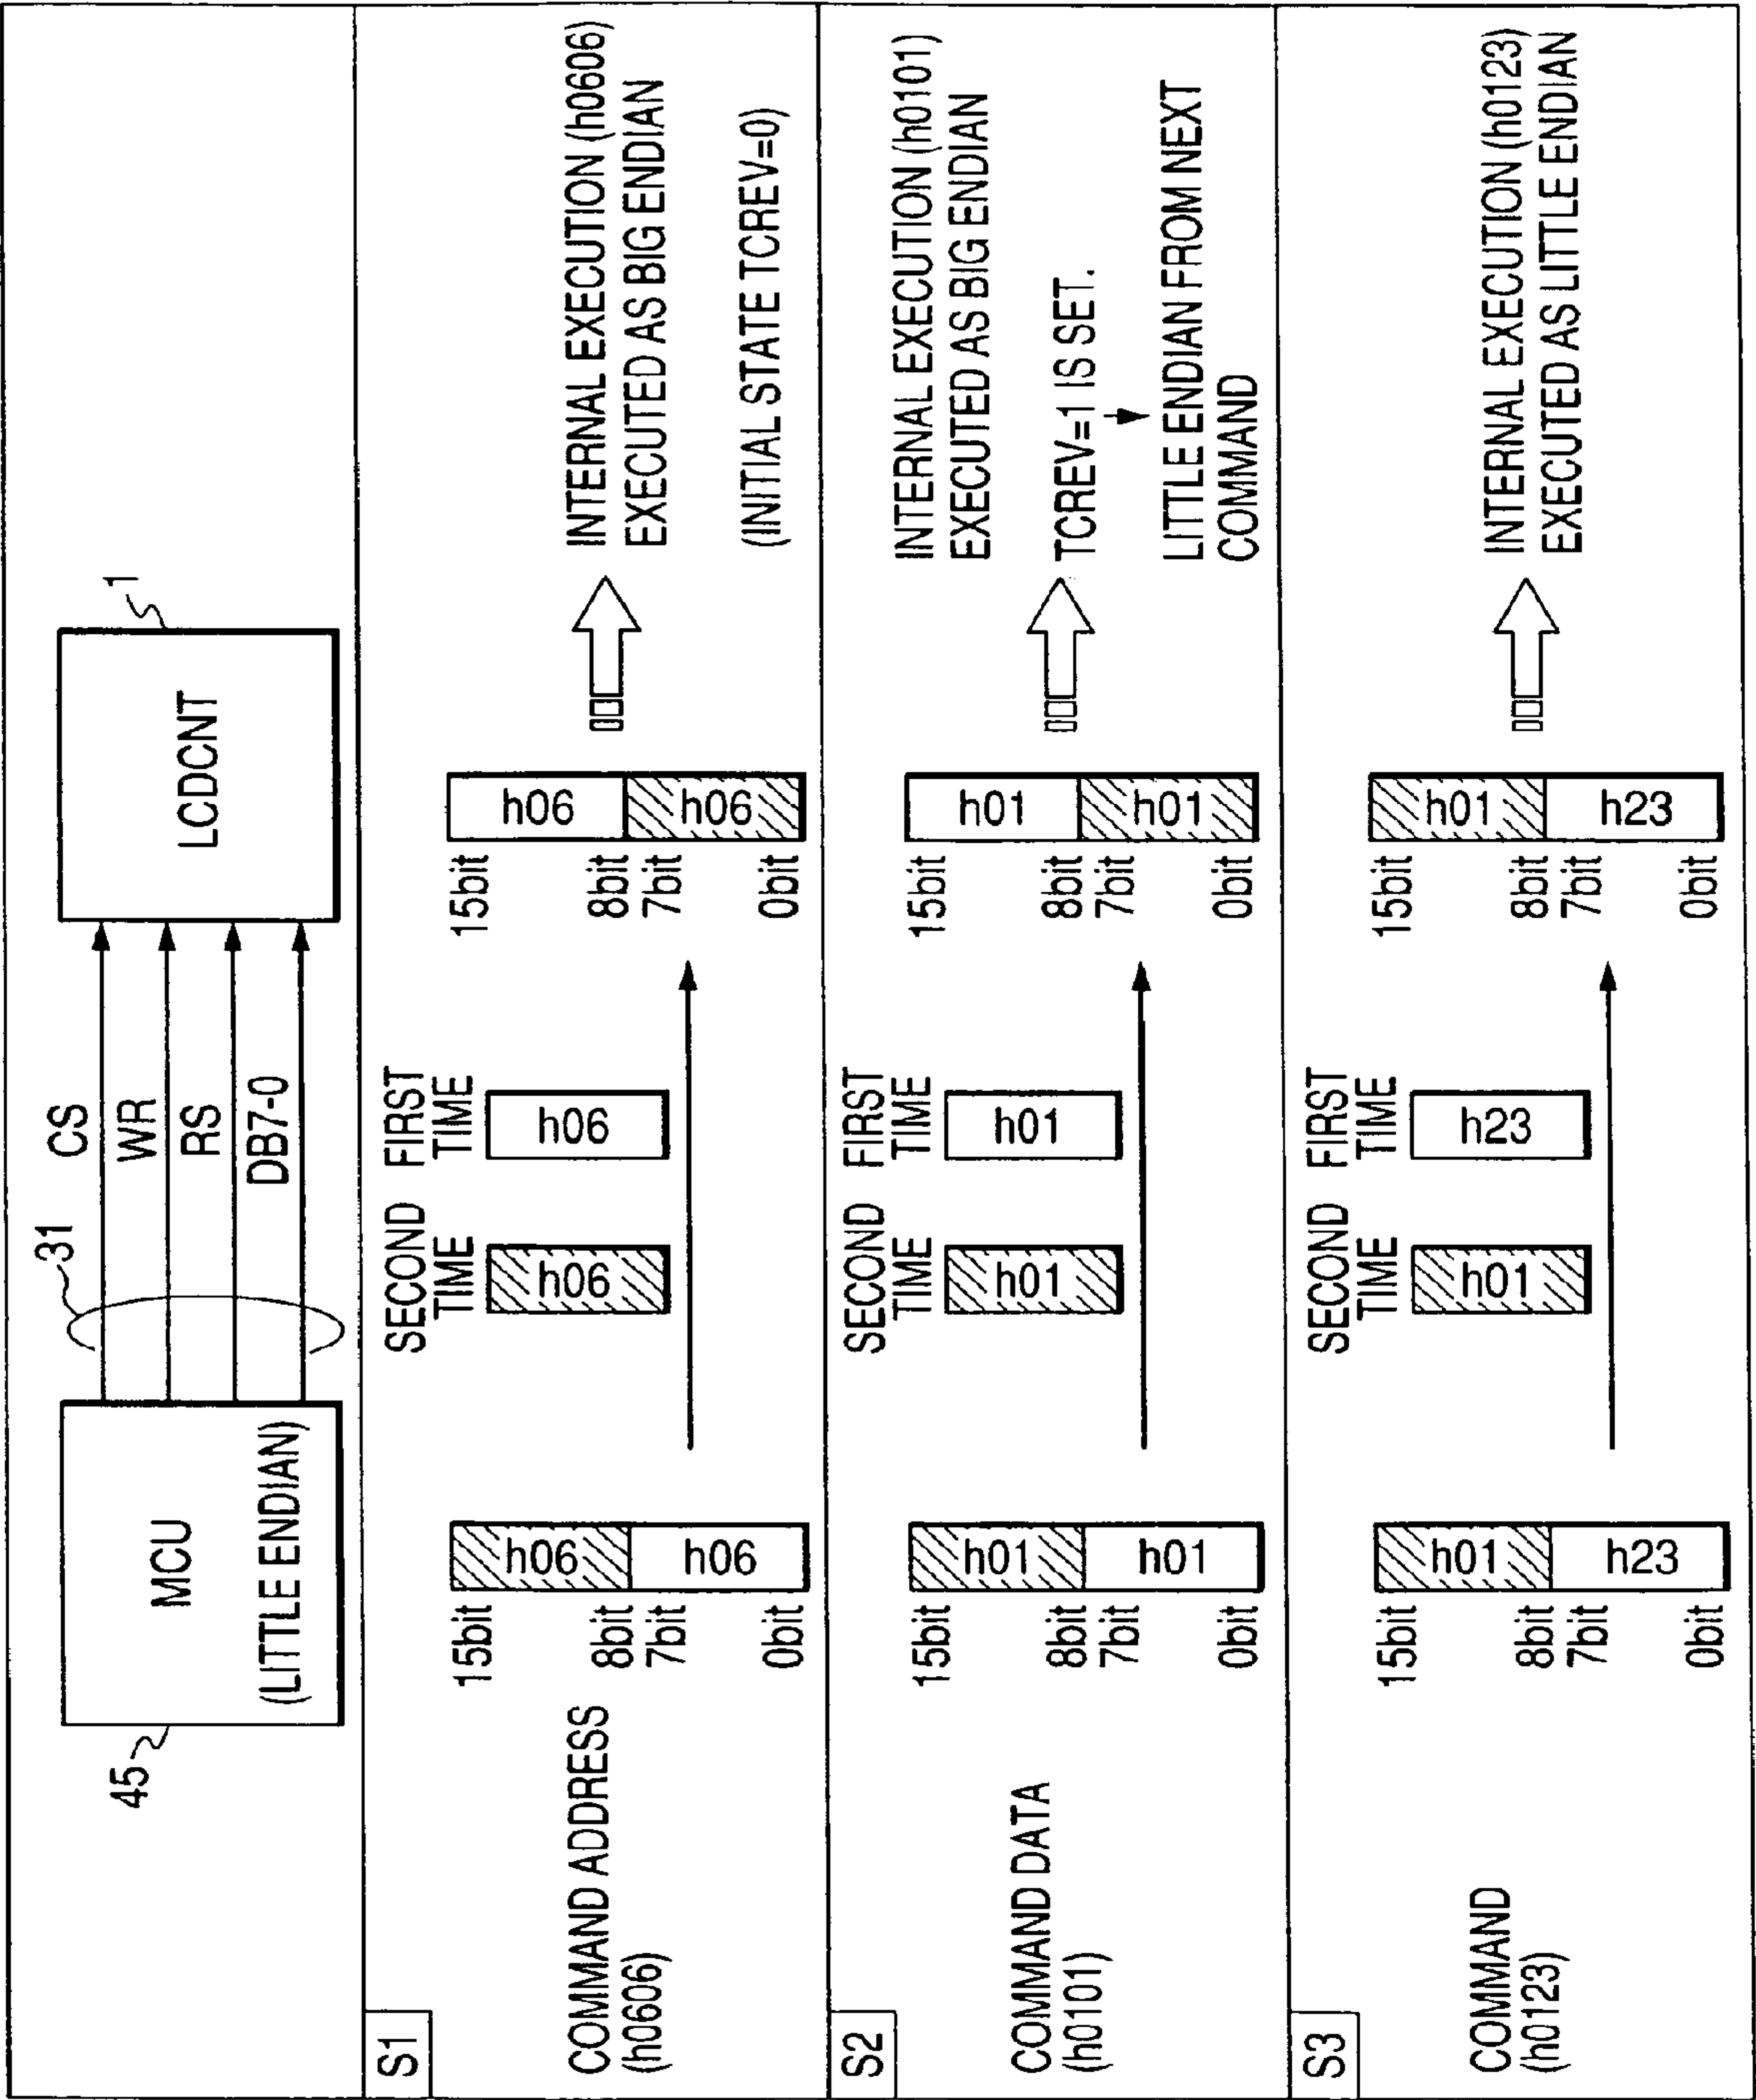 45
MCU
(LITTLE ENDIAN)
31
CS
WR
RS
DB7-0
LCDCNT
1
S1
COMMAND ADDRESS
(h0606)
15bit
8bit
7bit
0bit
h06
h06
SECOND
TIME
h06
FIRST
TIME
h06
15bit
8bit
7bit
0bit
h06
h06
INTERNAL EXECUTION (h0606)
EXECUTED AS BIG ENDIAN
(INITIAL STATE TCREV=0)
S2
COMMAND DATA
(h0101)
15bit
8bit
7bit
0bit
h01
h01
SECOND
TIME
h01
FIRST
TIME
h01
15bit
8bit
7bit
0bit
h01
h01
INTERNAL EXECUTION (h0101)
EXECUTED AS BIG ENDIAN
TCREV=1 IS SET.
LITTLE ENDIAN FROM NEXT
COMMAND
S3
COMMAND
(h0123)
15bit
8bit
7bit
0bit
h01
h23
SECOND
TIME
h01
FIRST
TIME
h23
15bit
8bit
7bit
0bit
h01
h23
INTERNAL EXECUTION (h0123)
EXECUTED AS LITTLE ENDIAN